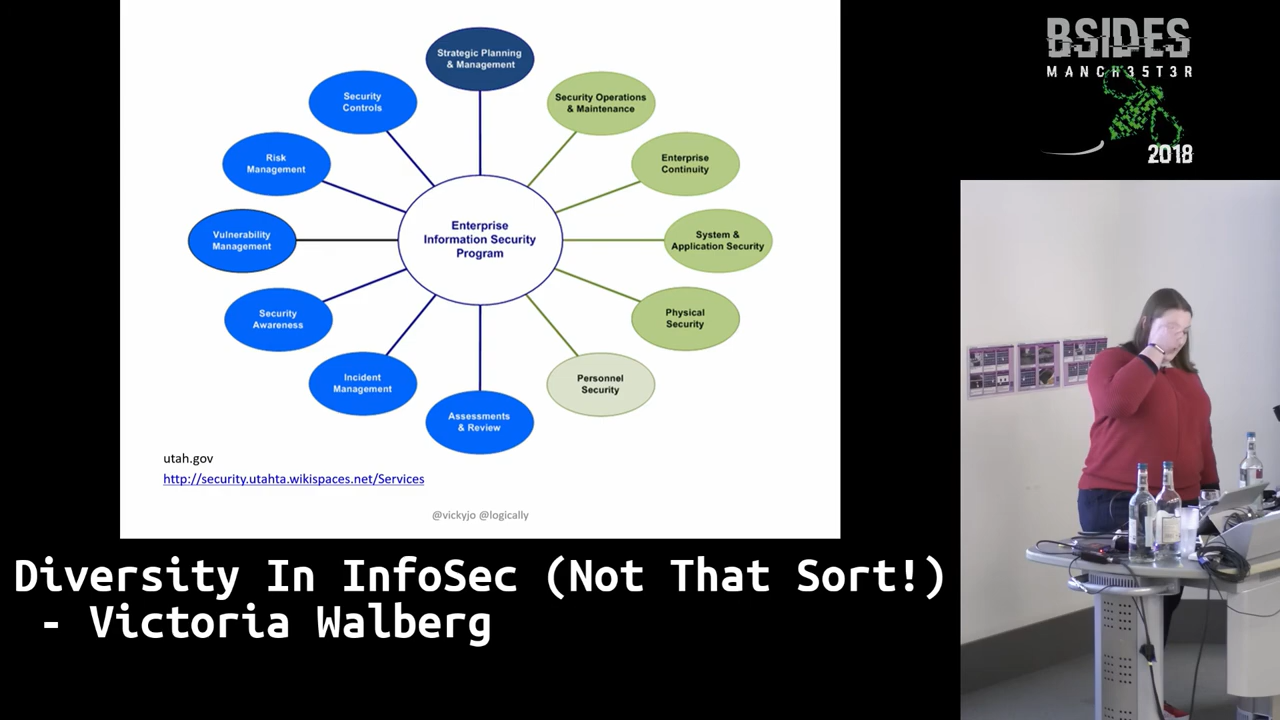 Strategic Planning
& Management
Security
Controls
Security Operations
& Maintenance
Risk
Management
Enterprise
Continuity
Vulnerability
Management
Enterprise
Information Security
Program
System &
Application Security
Security
Awareness
Physical
Security
Incident
Management
Personnel
Security
Assessments
& Review
utah.gov
http://security.utahta.wikispaces.net/Services
@vickyjo @logically
BSIDES
MANCH35T3R
2018
Diversity In InfoSec (Not That Sort!)
- Victoria Walberg